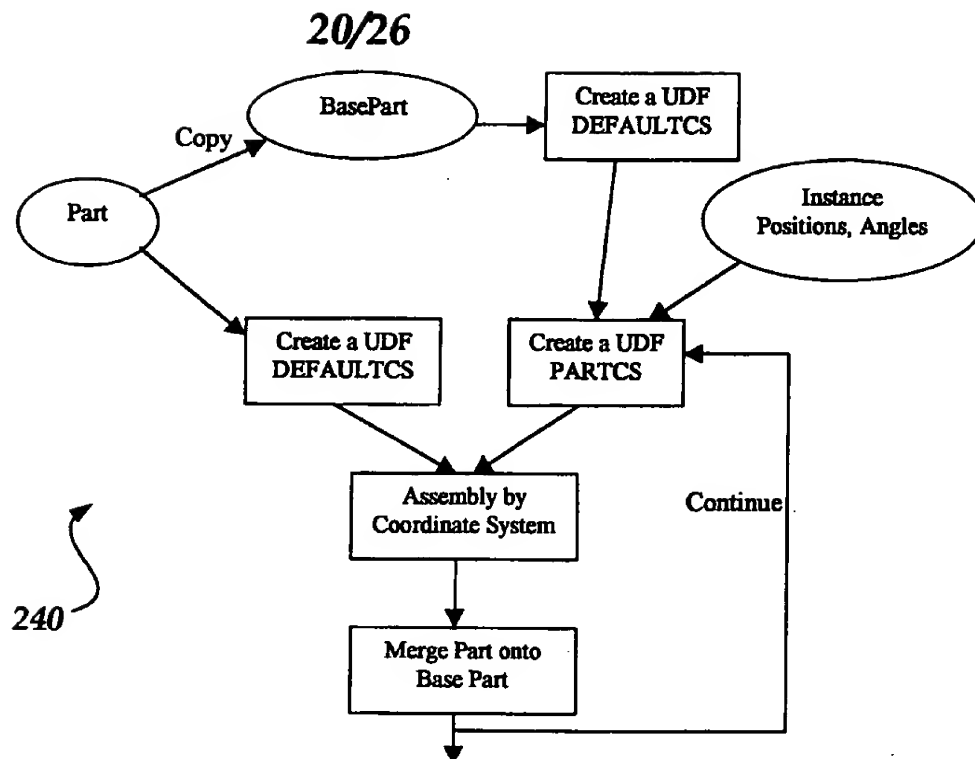 20/26
BasePart
Create a UDF
DEFAULTCS
Copy
Part
Instance
Positions, Angles
Create a UDF
DEFAULTCS
Create a UDF
PARTCS
Assembly by
Coordinate System
Continue
240
Merge Part onto
Base Part